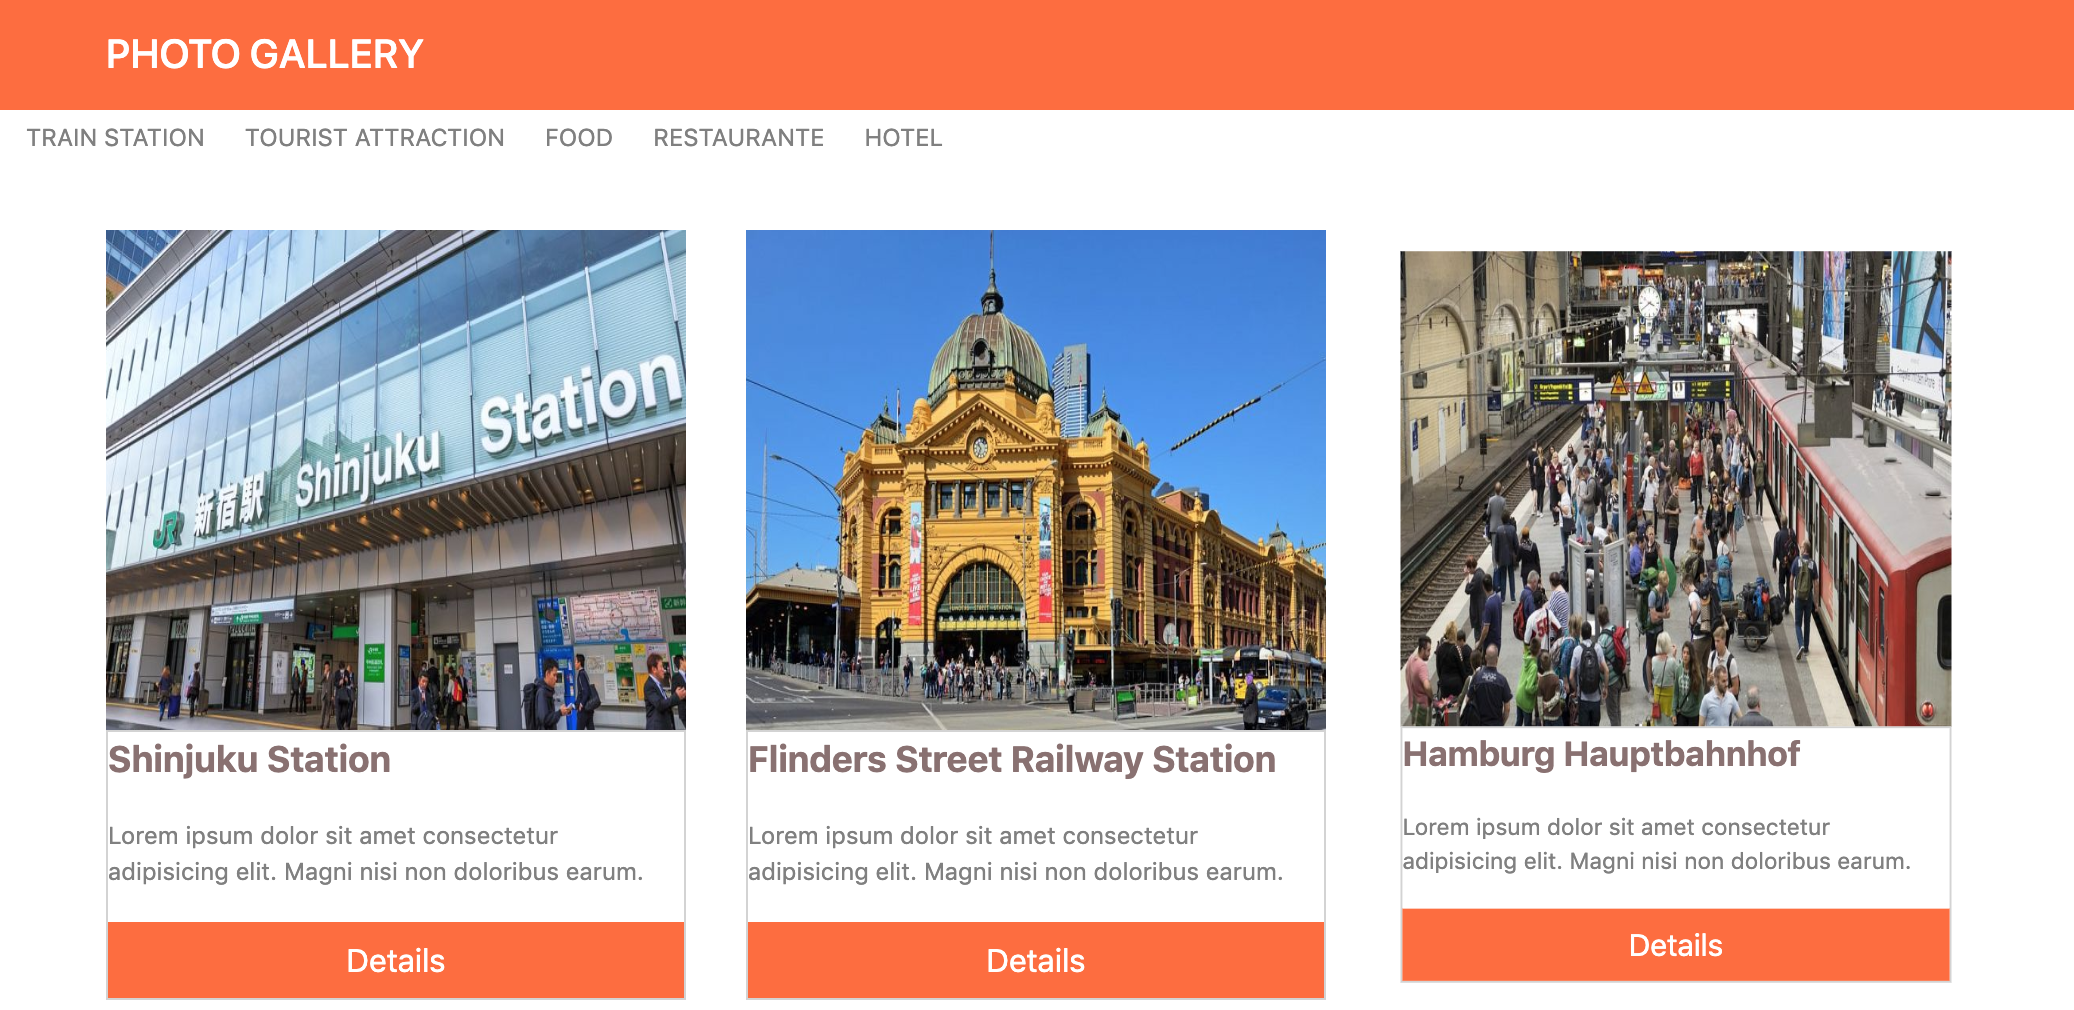 PHOTO GALLERY
TRAIN STATION TOURIST ATTRACTION FOOD RESTAURANTE HOTEL
JR 新宿駅 Shinjuku Station
Shinjuku Station
Lorem ipsum dolor sit amet consectetur
adipisicing elit. Magni nisi non doloribus earum.
Details
Flinders Street Railway Station
Lorem ipsum dolor sit amet consectetur
adipisicing elit. Magni nisi non doloribus earum.
Details
Hamburg Hauptbahnhof
Lorem ipsum dolor sit amet consectetur
adipisicing elit. Magni nisi non doloribus earum.
Details